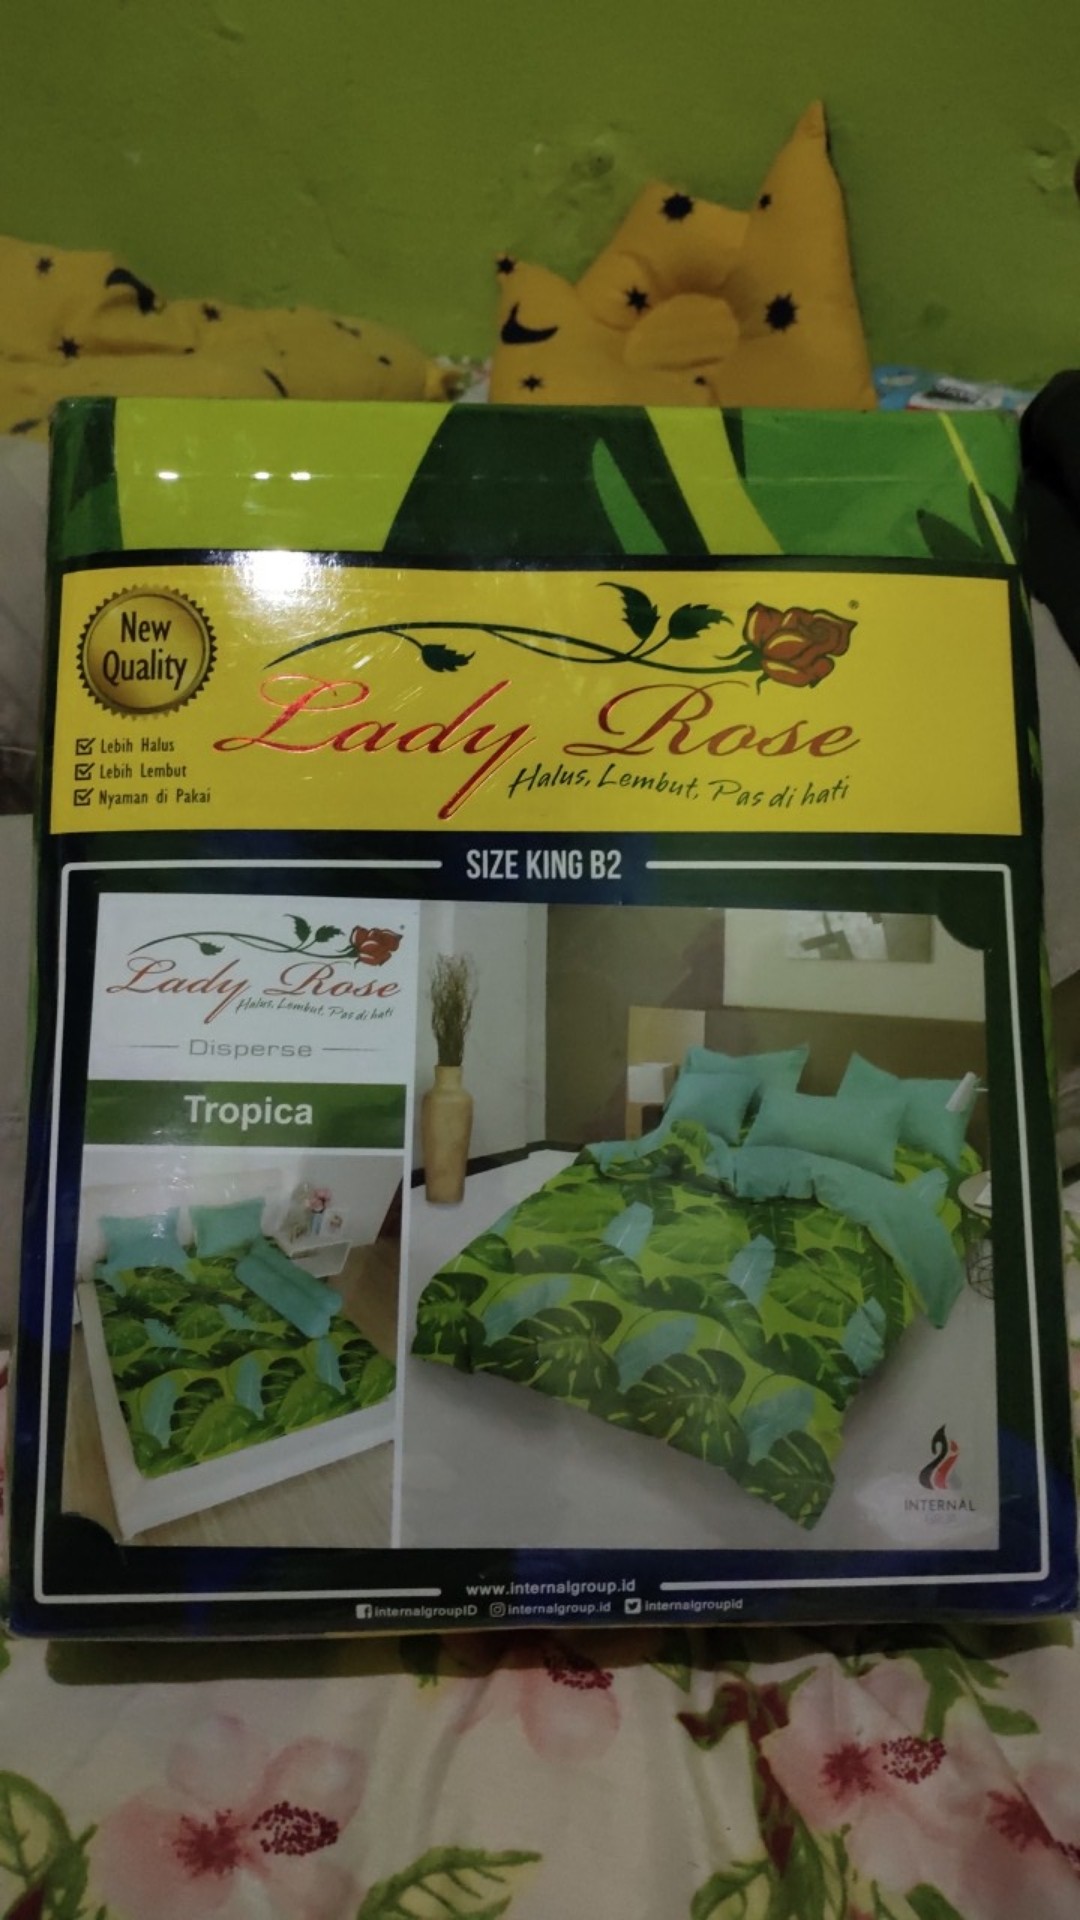 New
Quality
Lebih Halus
Lebih Lembut
Nyaman di Pakai
Lady Rose
®
Halus, Lembut, Pas di hati
SIZE KING B2
Lady Rose
Halus, Lembut, Pas di hati
Disperse
Tropica
INTERNAL
www.internalgroup.id
internalgroupID internalgroup.id internalgroupid